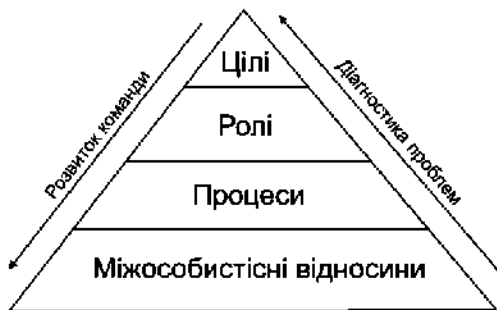 Цілі
Ролі
Процеси
Міжособистісні відносини
Розвиток команди
Діагностика проблем